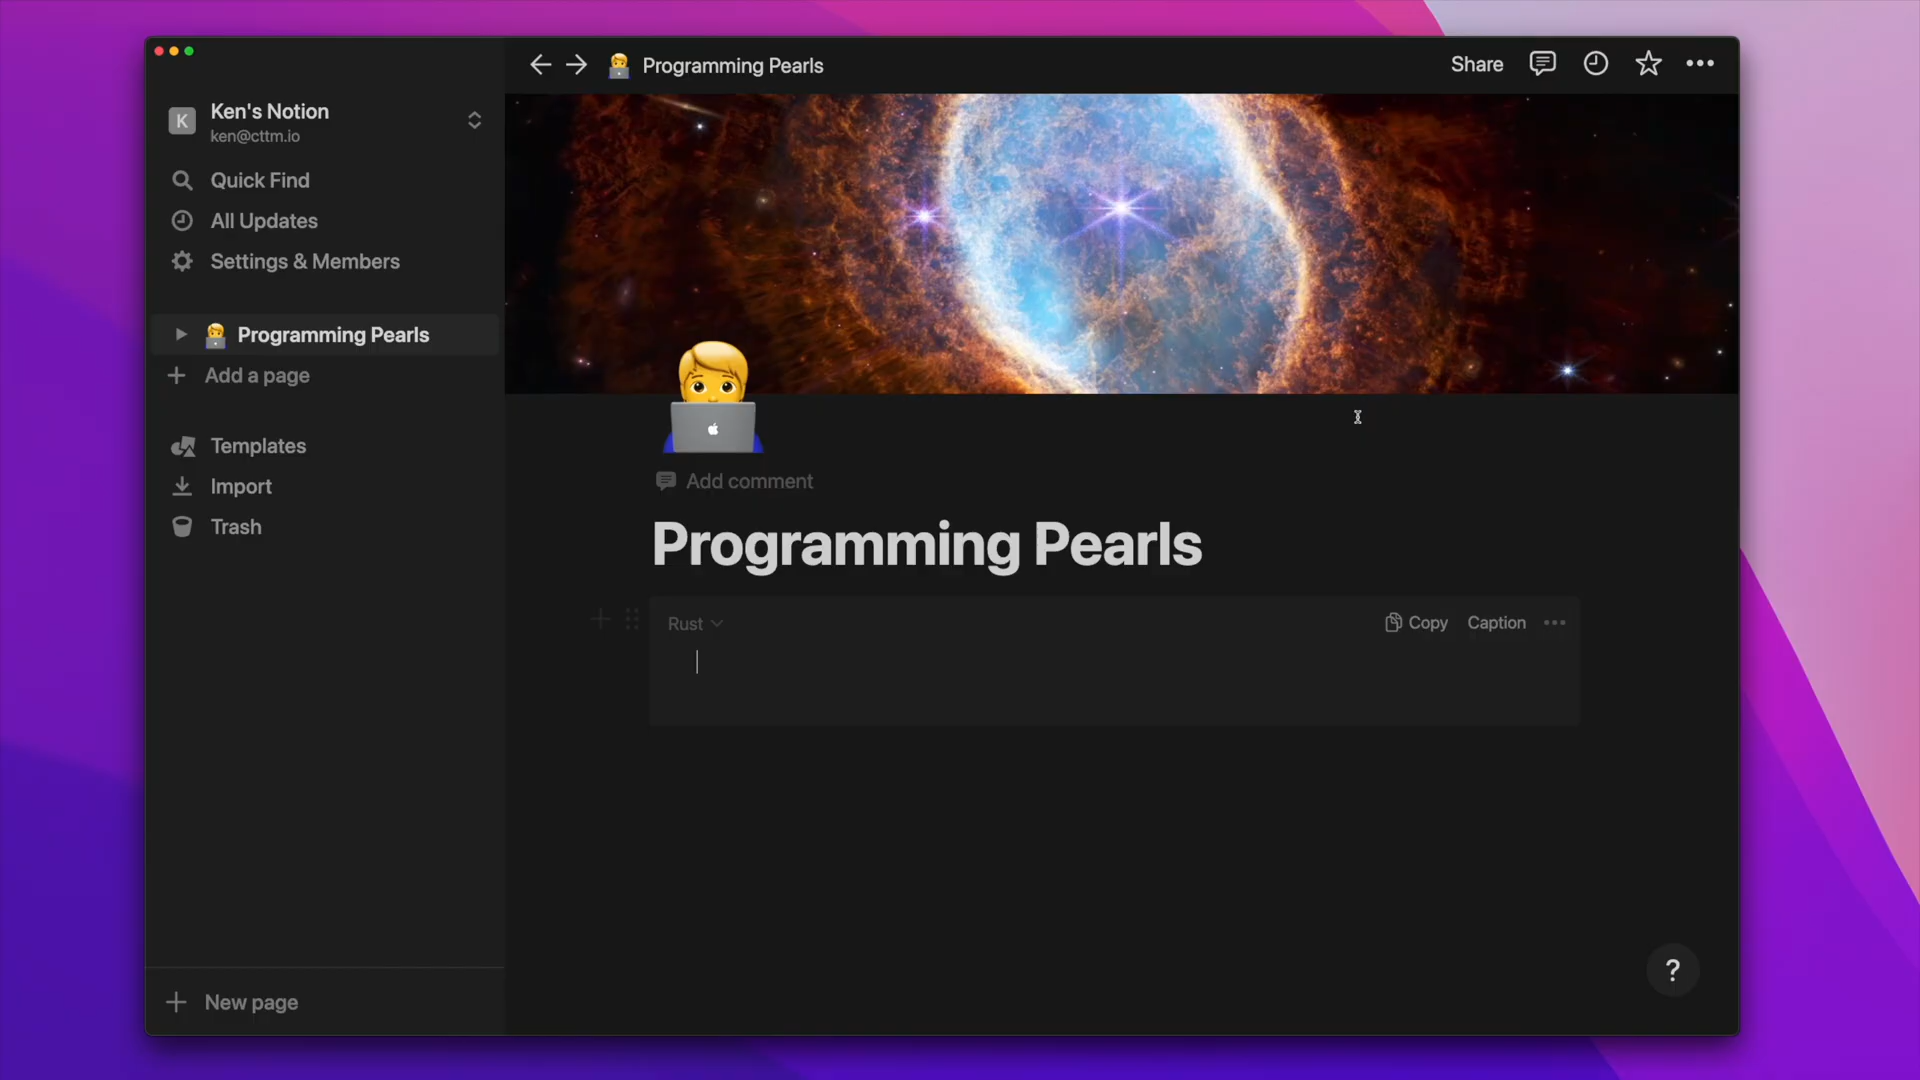 Programming Pearls
Share
K
Ken's Notion
ken@cttm.io
Quick Find
All Updates
Settings & Members
Programming Pearls
Add a page
Templates
Import
Trash
New page
Add comment
Programming Pearls
Rust
Copy
Caption
?